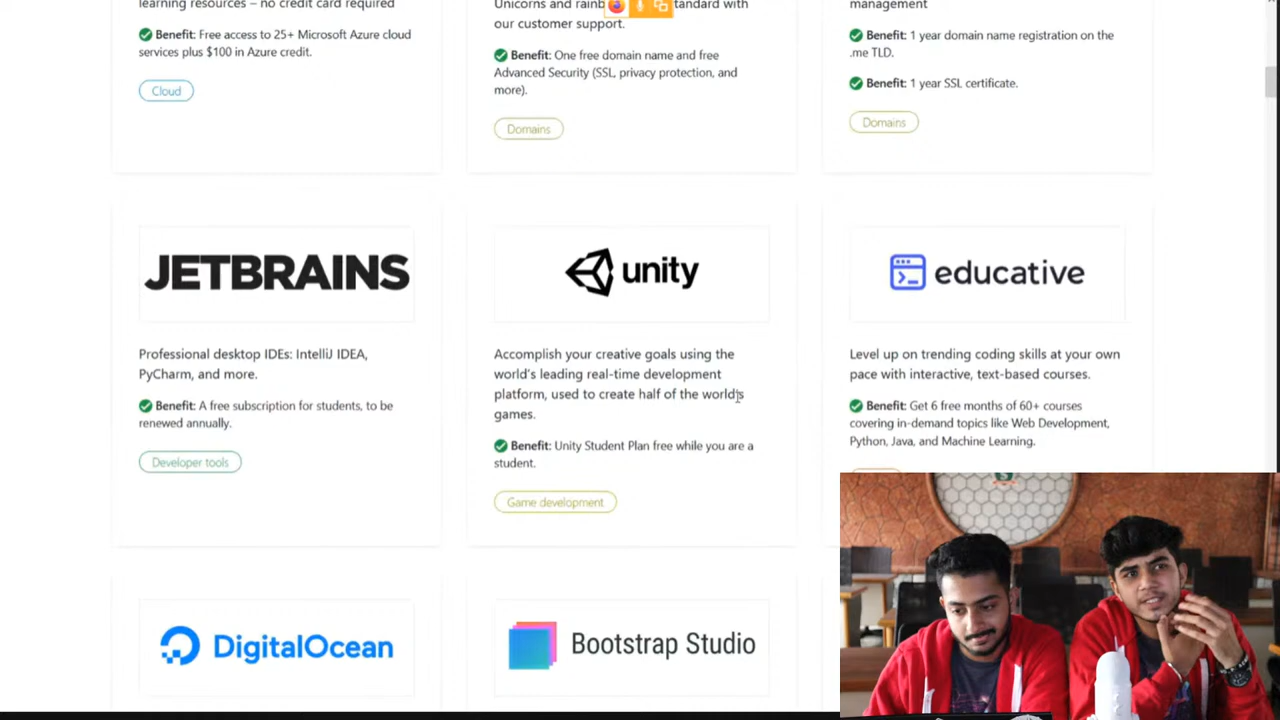 learning resources – no credit card required
Benefit: Free access to 25+ Microsoft Azure cloud
services plus $100 in Azure credit.
Cloud
Unicorns and rainb tandard with
our customer support.
Benefit: One free domain name and free
Advanced Security (SSL, privacy protection, and
more).
Domains
management
Benefit: 1 year domain name registration on the
.me TLD.
Benefit: 1 year SSL certificate.
Domains
JETBRAINS
Professional desktop IDEs: IntelliJ IDEA,
PyCharm, and more.
Benefit: A free subscription for students, to be
renewed annually.
Developer tools
unity
Accomplish your creative goals using the
world's leading real-time development
platform, used to create half of the world's
games.
Benefit: Unity Student Plan free while you are a
student.
Game development
educative
Level up on trending coding skills at your own
pace with interactive, text-based courses.
Benefit: Get 6 free months of 60+ courses
covering in-demand topics like Web Development,
Python, Java, and Machine Learning.
DigitalOcean
Bootstrap Studio